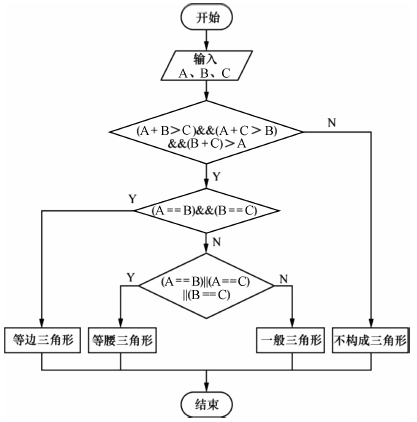 开始
输入
A、B、C
(A+B>C)&&(A+C>B)
&&(B+C)>A
N
Y
Y
(A==B)&&(B==C)
N
Y
(A==B)||(A==C)
||(B==C)
N
等边三角形
等腰三角形
一般三角形
不构成三角形
结束